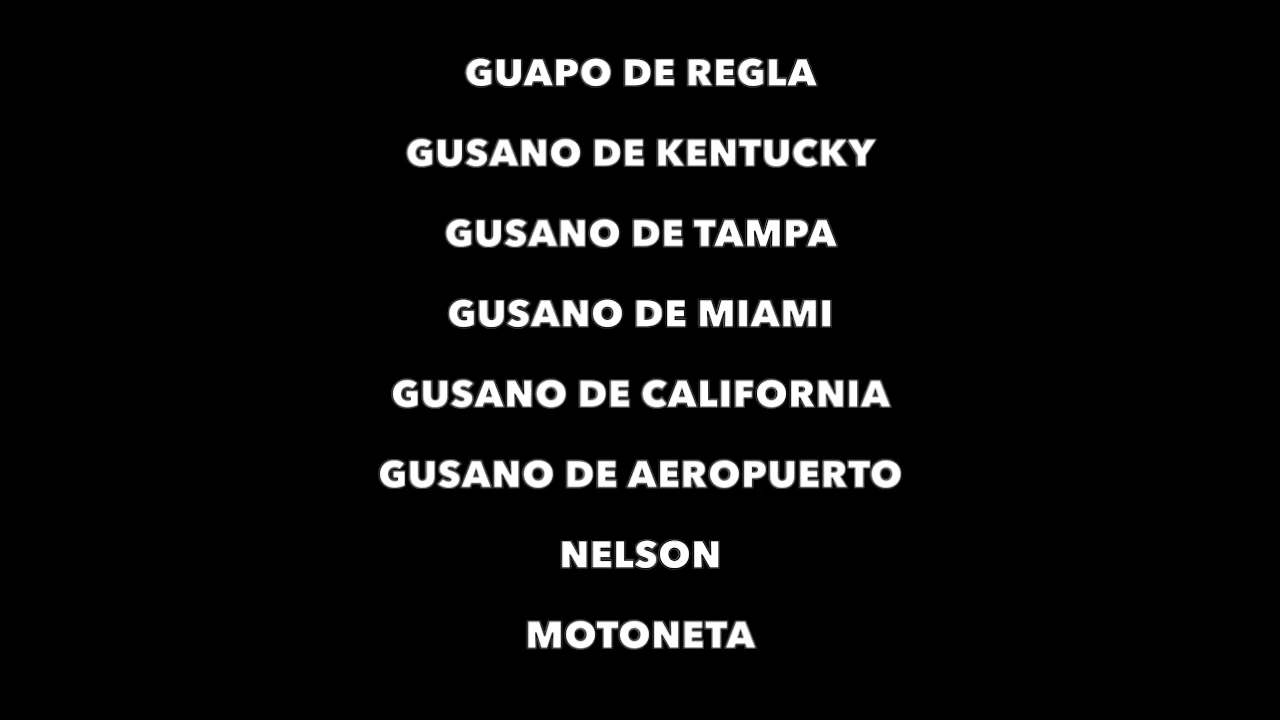 GUAPO DE REGLA
GUSANO DE KENTUCKY
GUSANO DE TAMPA
GUSANO DE MIAMI
GUSANO DE CALIFORNIA
GUSANO DE AEROPUERTO
NELSON
MOTONETA